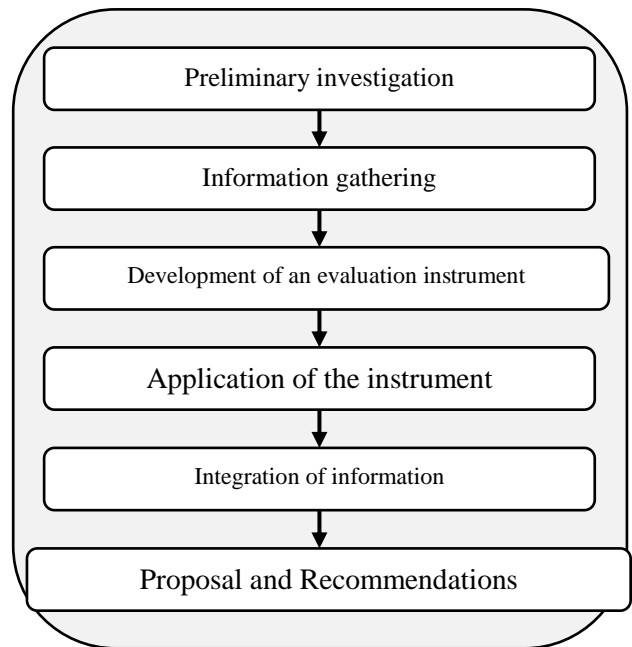 Preliminary investigation
Information gathering
Development of an evaluation instrument
Application of the instrument
Integration of information
Proposal and Recommendations